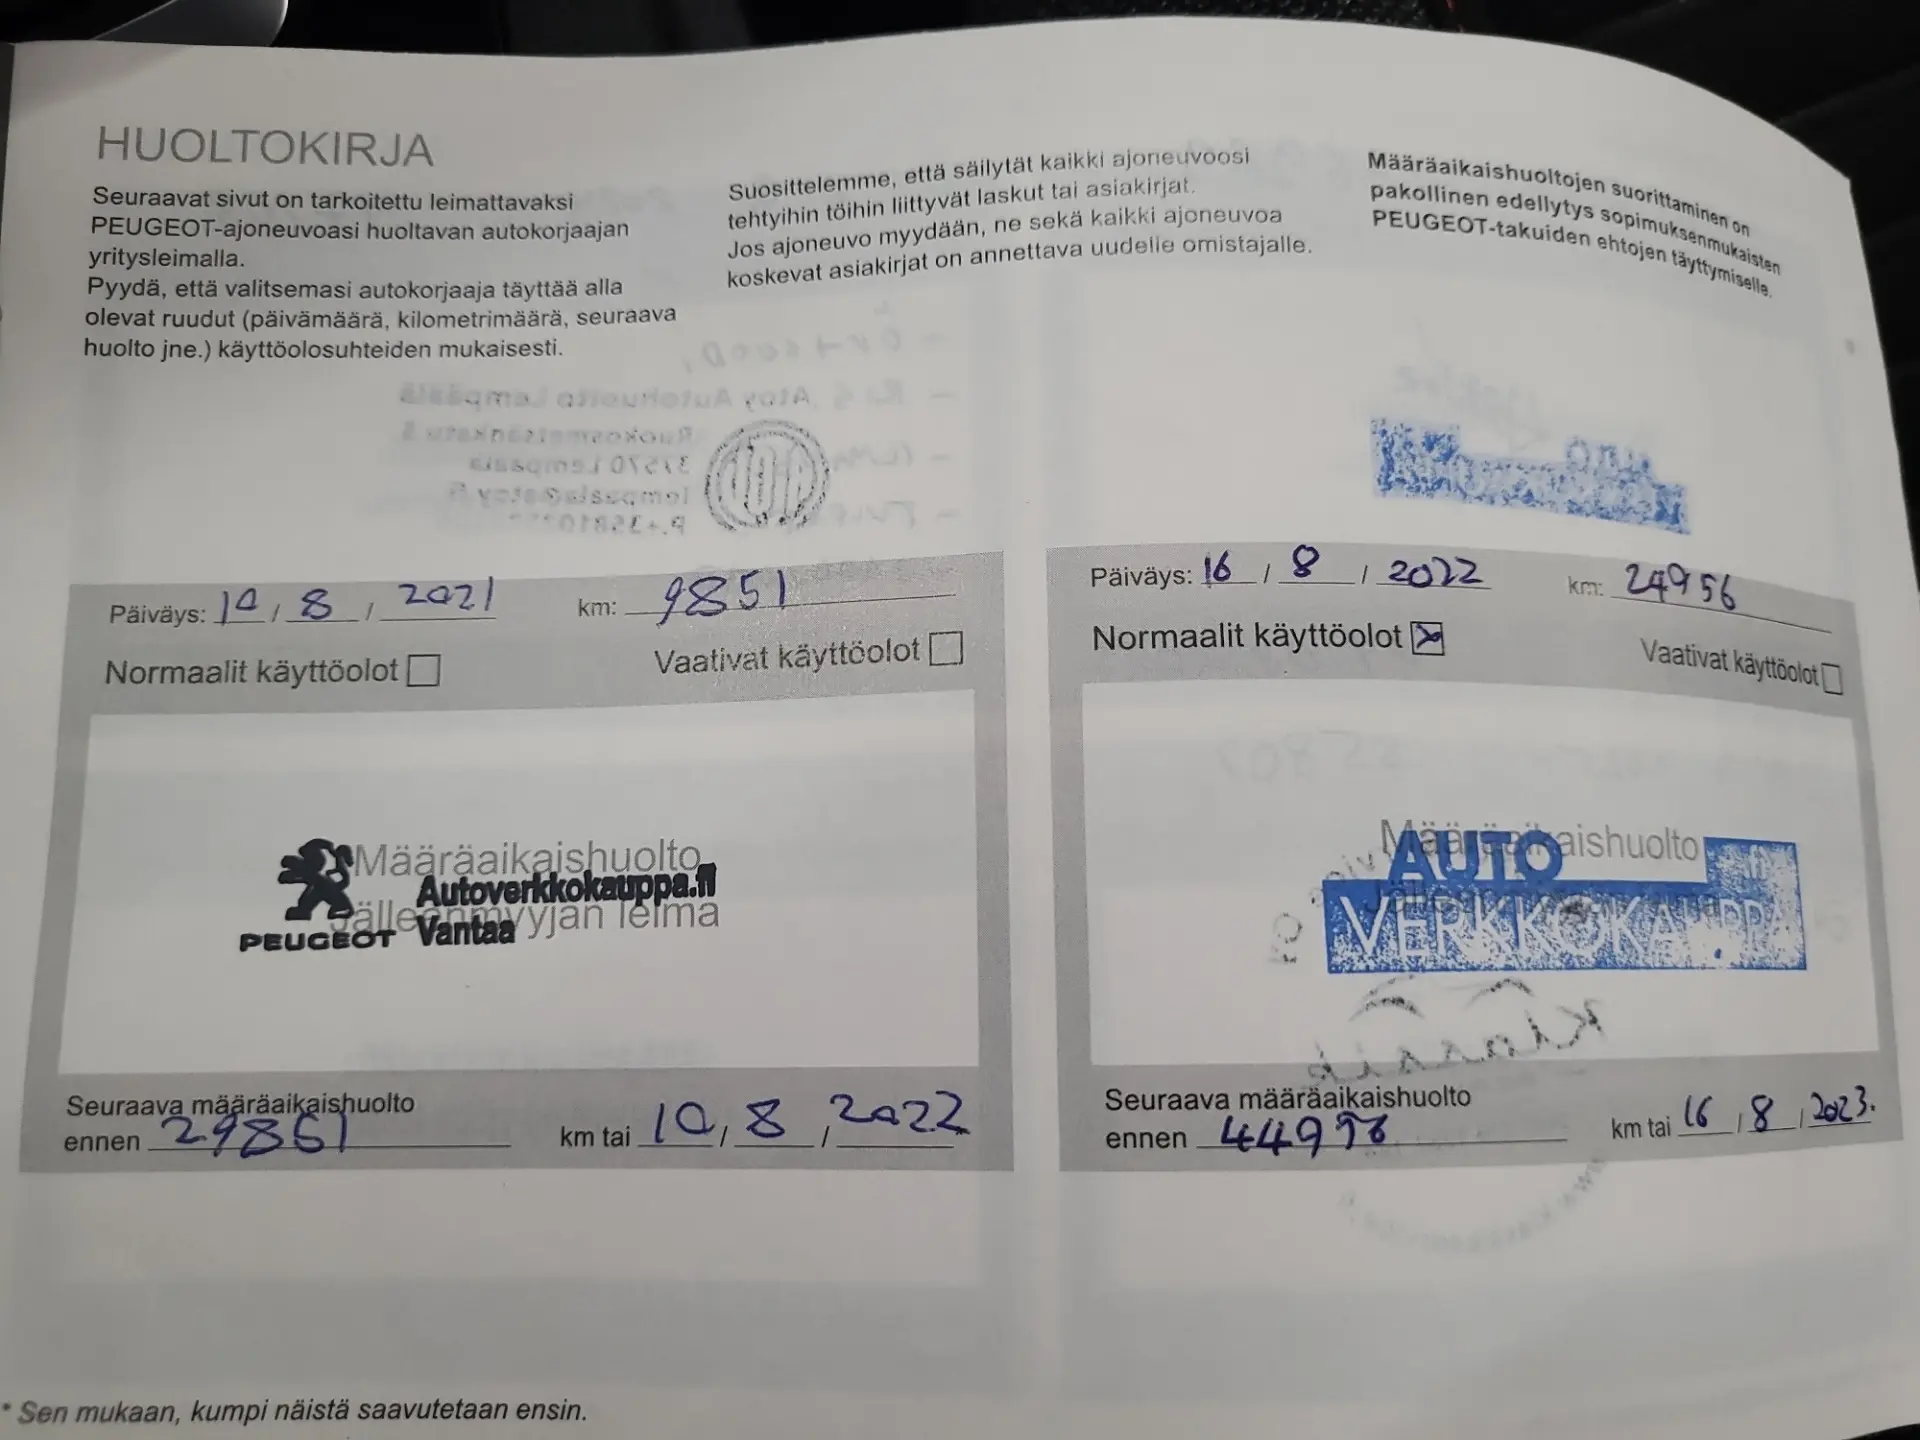 HUOLTOKIRJA
Seuraavat sivut on tarkoitettu leimattavaksi
PEUGEOT-ajoneuvoasi huoltavan autokorjaajan
yritysleimalla.
Pyydä, että valitsemasi autokorjaaja täyttää alla
olevat ruudut (päivämäärä, kilometrimäärä, seuraava
huolto jne.) käyttöolosuhteiden mukaisesti.
Suosittelemme, että säilytät kaikki ajoneuvoosi
tehtyihin töihin liittyvät laskut tai asiakirjat.
Jos ajoneuvo myydään, ne sekä kaikki ajoneuvoa
koskevat asiakirjat on annettava uudelle omistajalle.
Määräaikaishuoltojen suorittaminen on
pakollinen edellytys sopimuksenmukaisten
PEUGEOT-takuiden ehtojen täyttymiselle.
Päiväys: 10 / 8 / 2021 km: 9851
Normaalit käyttöolot Vaativat käyttöolot
Määräaikaishuolto
Autoverkkokauppa.fi
Jälleenmyyjän leima
PEUGEOT Vantaa
Seuraava määräaikaishuolto
ennen 29851 km tai 10 / 8 / 2022
Päiväys: 16 / 8 / 2022 km: 24956
Normaalit käyttöolot Vaativat käyttöolot
Määräaikaishuolto
AUTO
Jälleenmyyjän leima
VERKKOKAUPPA
Seuraava määräaikaishuolto
ennen 44956 km tai 16 / 8 / 2023.
* Sen mukaan, kumpi näistä saavutetaan ensin.